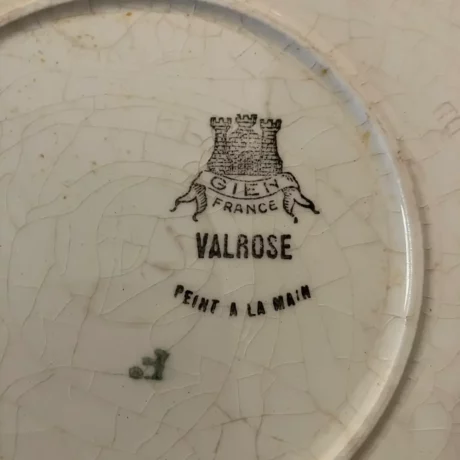 GIEN
FRANCE
VALROSE
PEINT A LA MAIN